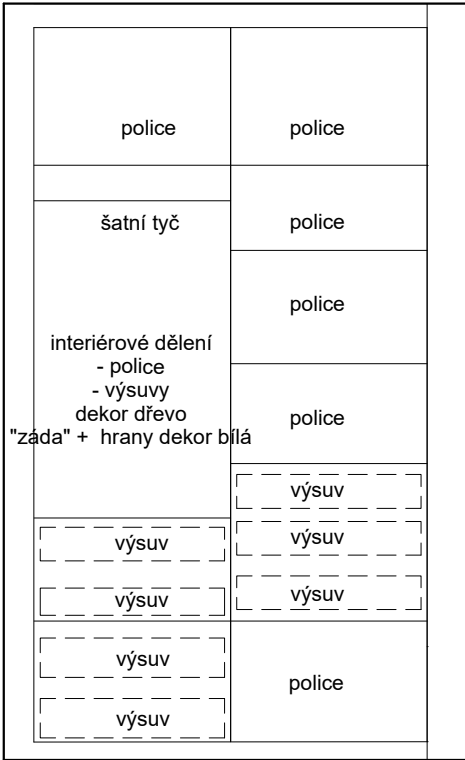 police
police
šatní tyč
police
police
interiérové dělení
- police
- výsuvy
dekor dřevo
"záda" + hrany dekor bílá
police
výsuv
výsuv
výsuv
výsuv
výsuv
výsuv
police
výsuv